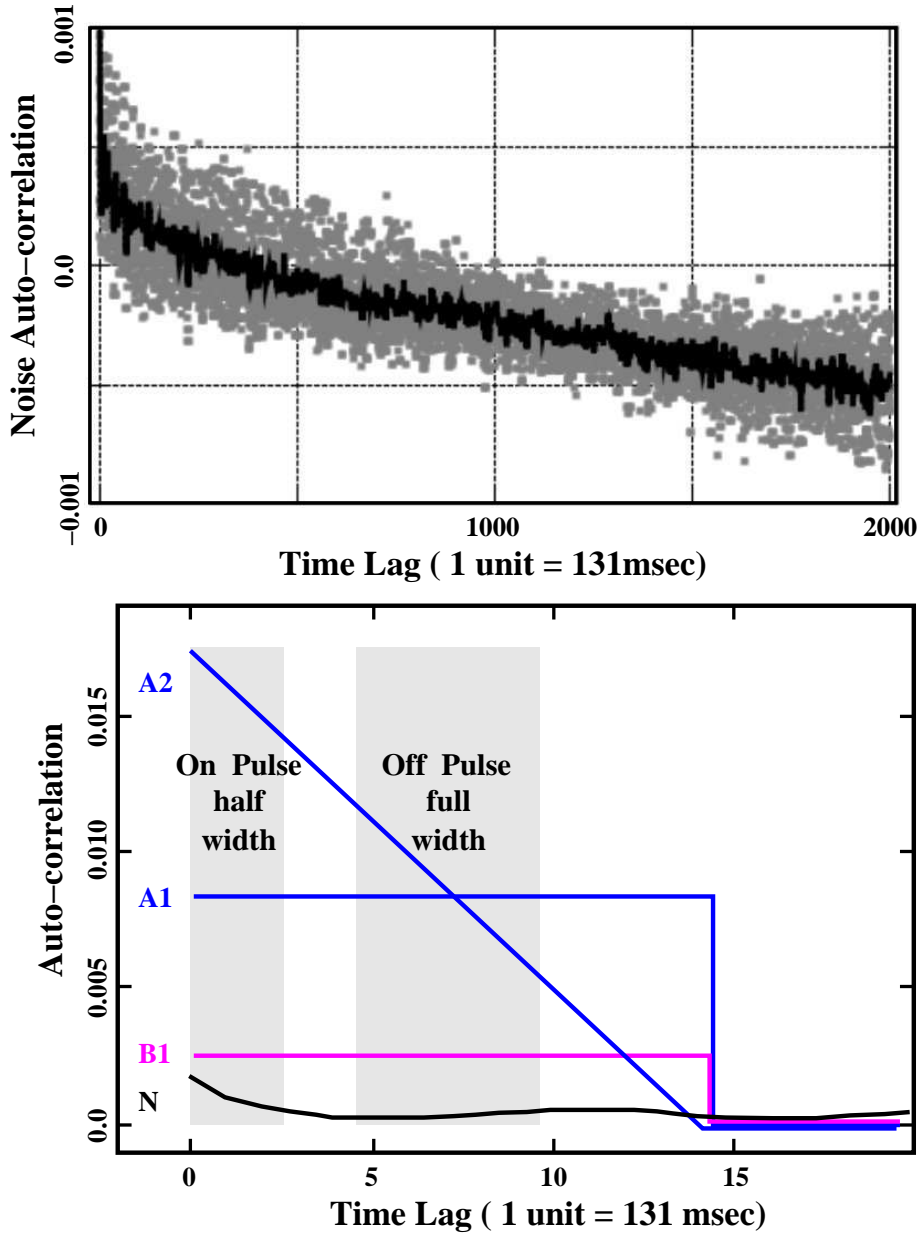 0.001
0.0
−0.001
Noise Auto−correlation
0 1000 2000
Time Lag ( 1 unit = 131msec)
0.015
0.010
0.005
0.0
Auto−correlation
A2
On Pulse
half
width
Off Pulse
full
width
A1
B1
N
0 5 10 15
Time Lag ( 1 unit = 131 msec)